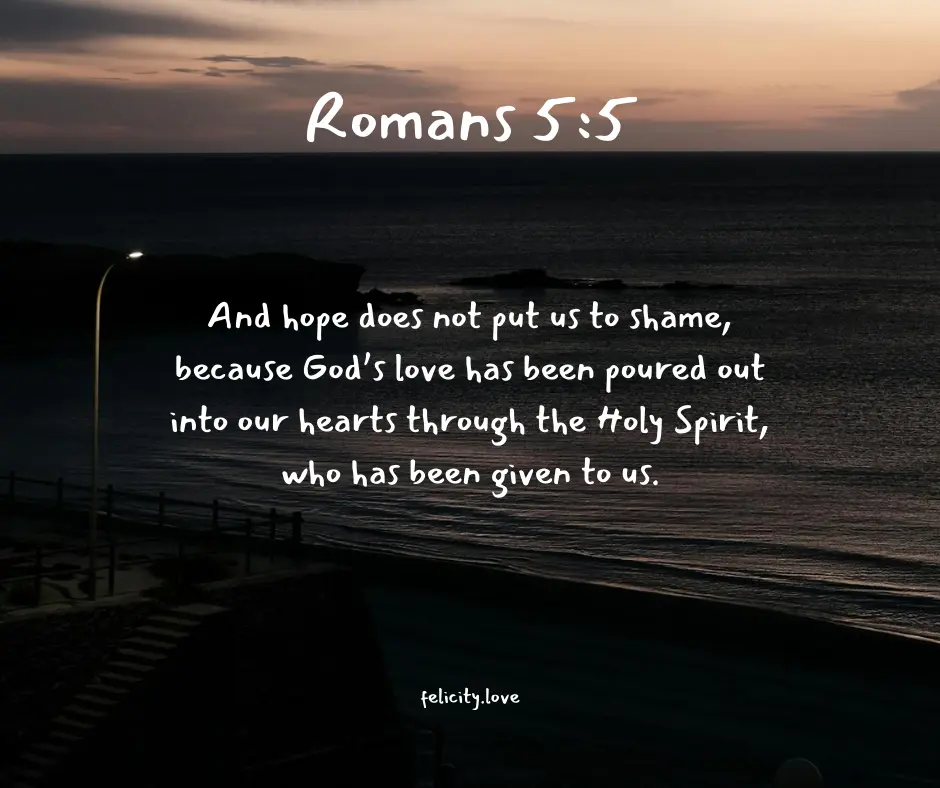 Romans 5:5
And hope does not put us to shame,
because God's love has been poured out
into our hearts through the Holy Spirit,
who has been given to us.
felicity.love